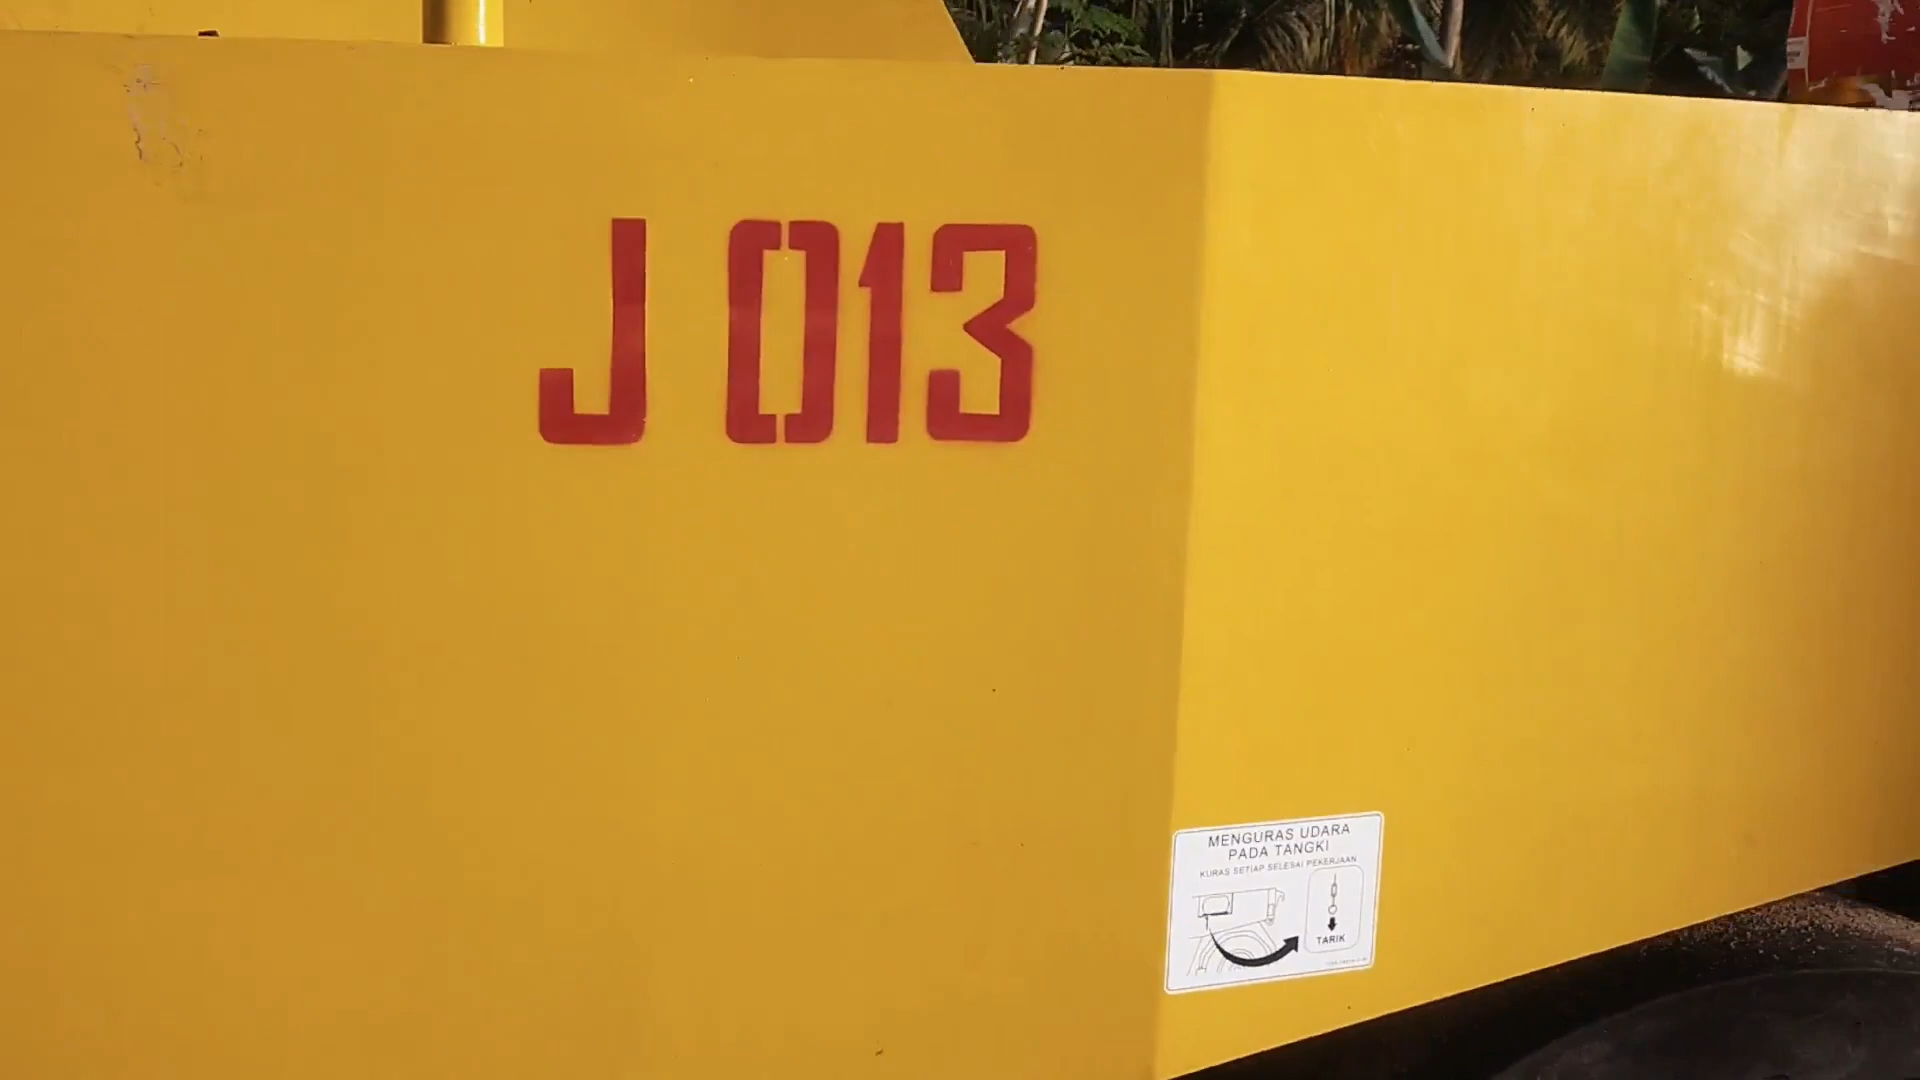 J 013
MENGURAS UDARA
PADA TANGKI
KURAS SETIAP SELESAI PEKERJAAN
TARIK